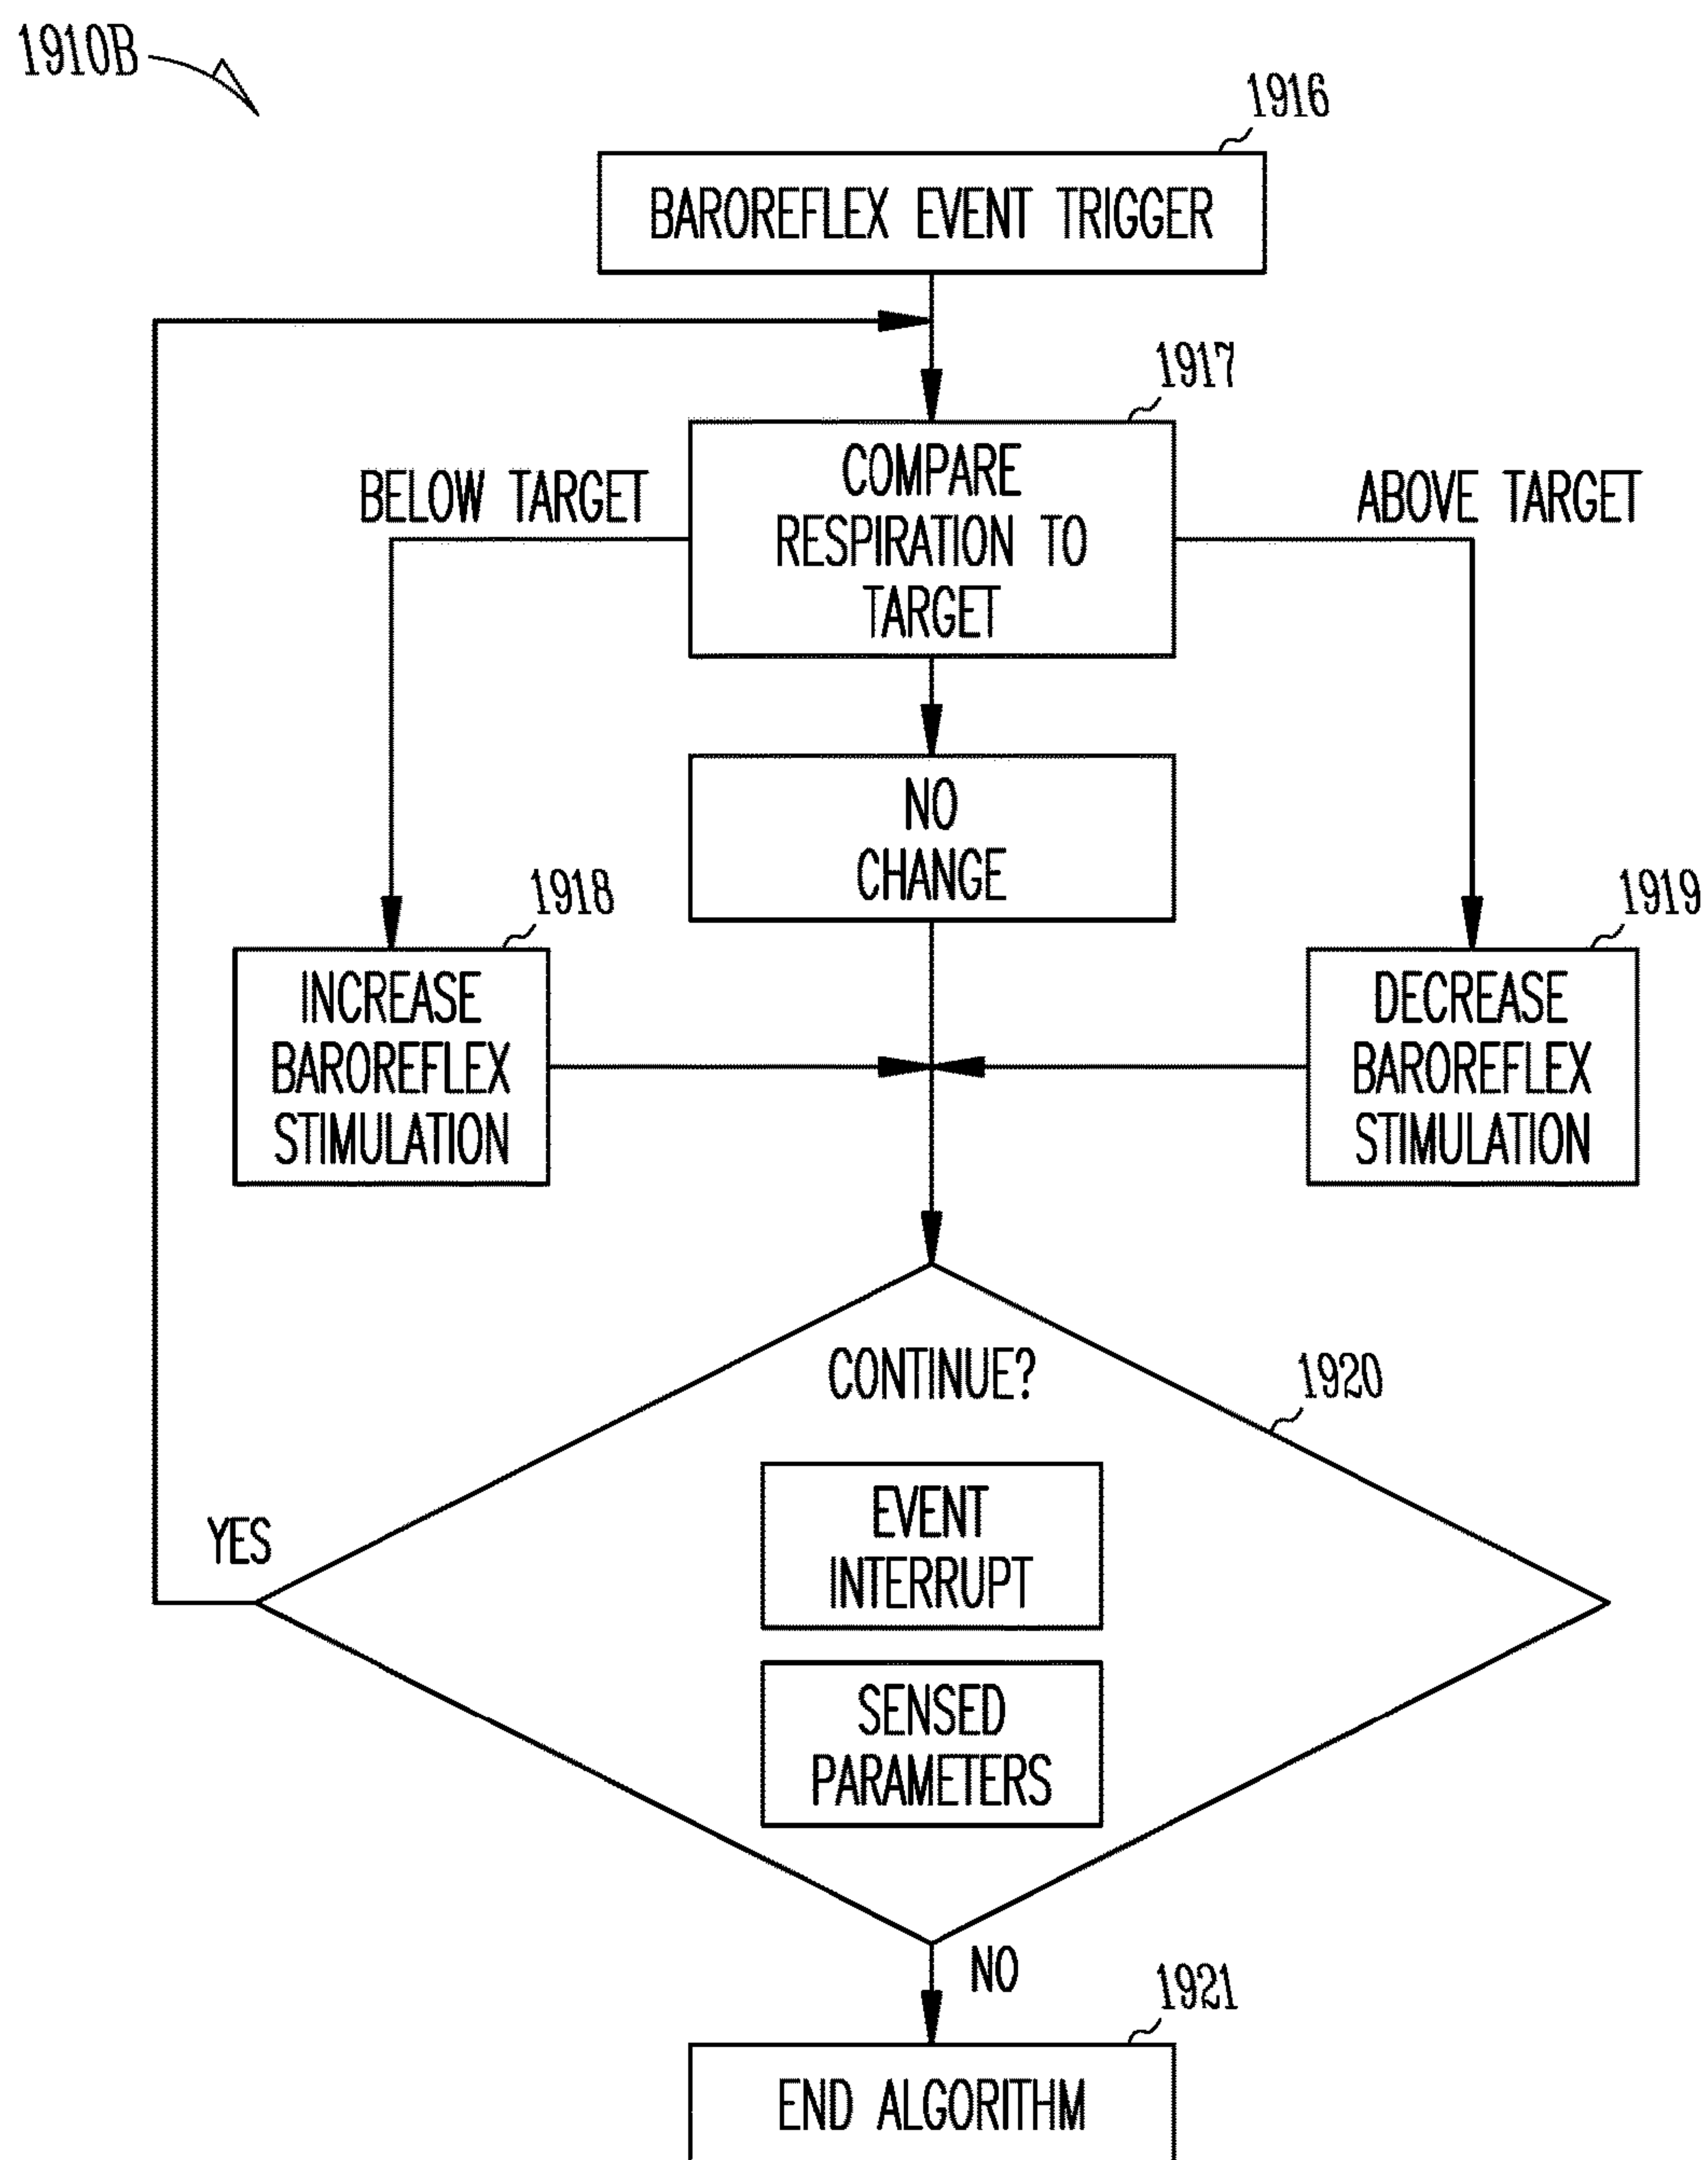 1910B
1916
BAROREFLEX EVENT TRIGGER
1917
COMPARE
RESPIRATION TO
TARGET
BELOW TARGET
ABOVE TARGET
NO
CHANGE
1918
INCREASE
BAROREFLEX
STIMULATION
1919
DECREASE
BAROREFLEX
STIMULATION
CONTINUE?
1920
EVENT
INTERRUPT
YES
SENSED
PARAMETERS
NO
1921
END ALGORITHM